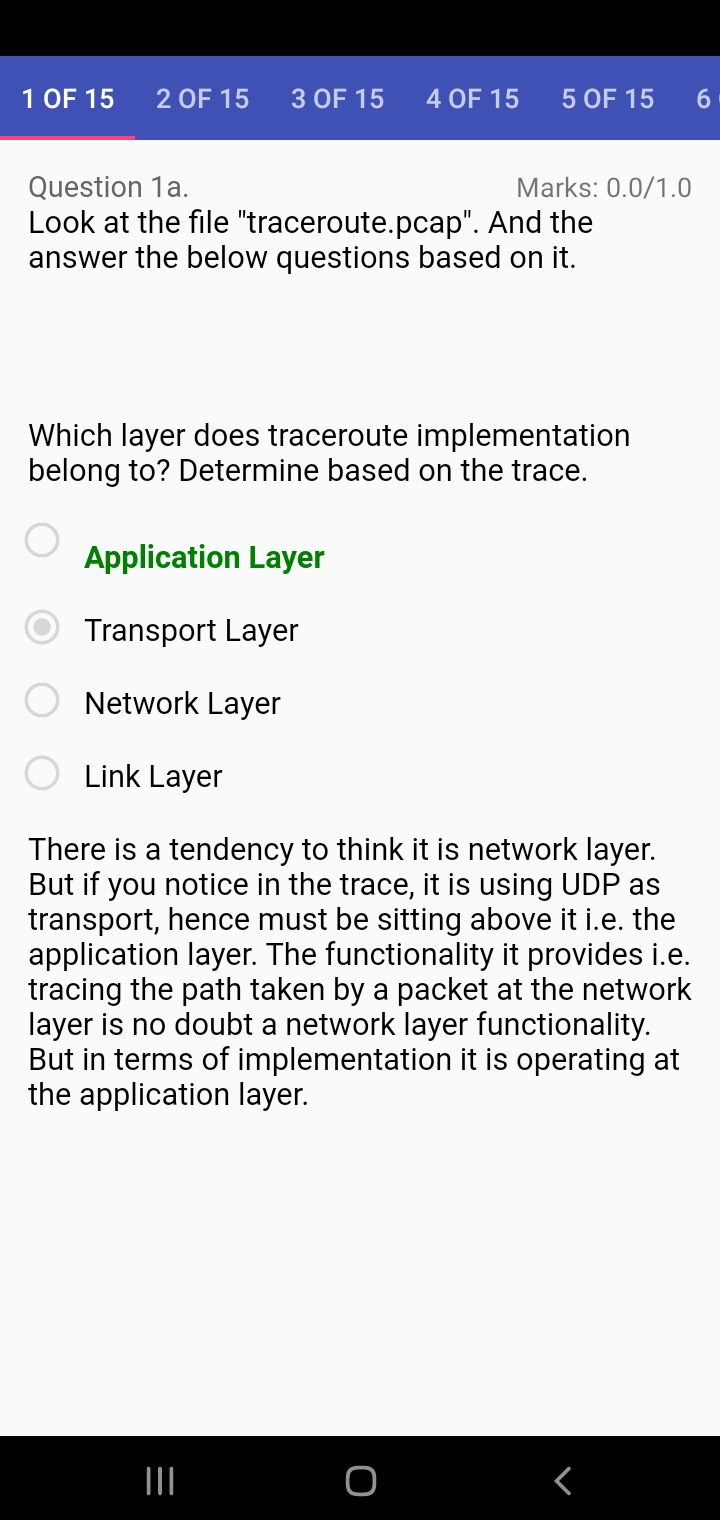 1 OF 15 2 OF 15 3 OF 15 4 OF 15 5 OF 15 6
Question 1a. Marks: 0.0/1.0
Look at the file "traceroute.pcap". And the
answer the below questions based on it.
Which layer does traceroute implementation
belong to? Determine based on the trace.
Application Layer
Transport Layer
Network Layer
Link Layer
There is a tendency to think it is network layer.
But if you notice in the trace, it is using UDP as
transport, hence must be sitting above it i.e. the
application layer. The functionality it provides i.e.
tracing the path taken by a packet at the network
layer is no doubt a network layer functionality.
But in terms of implementation it is operating at
the application layer.